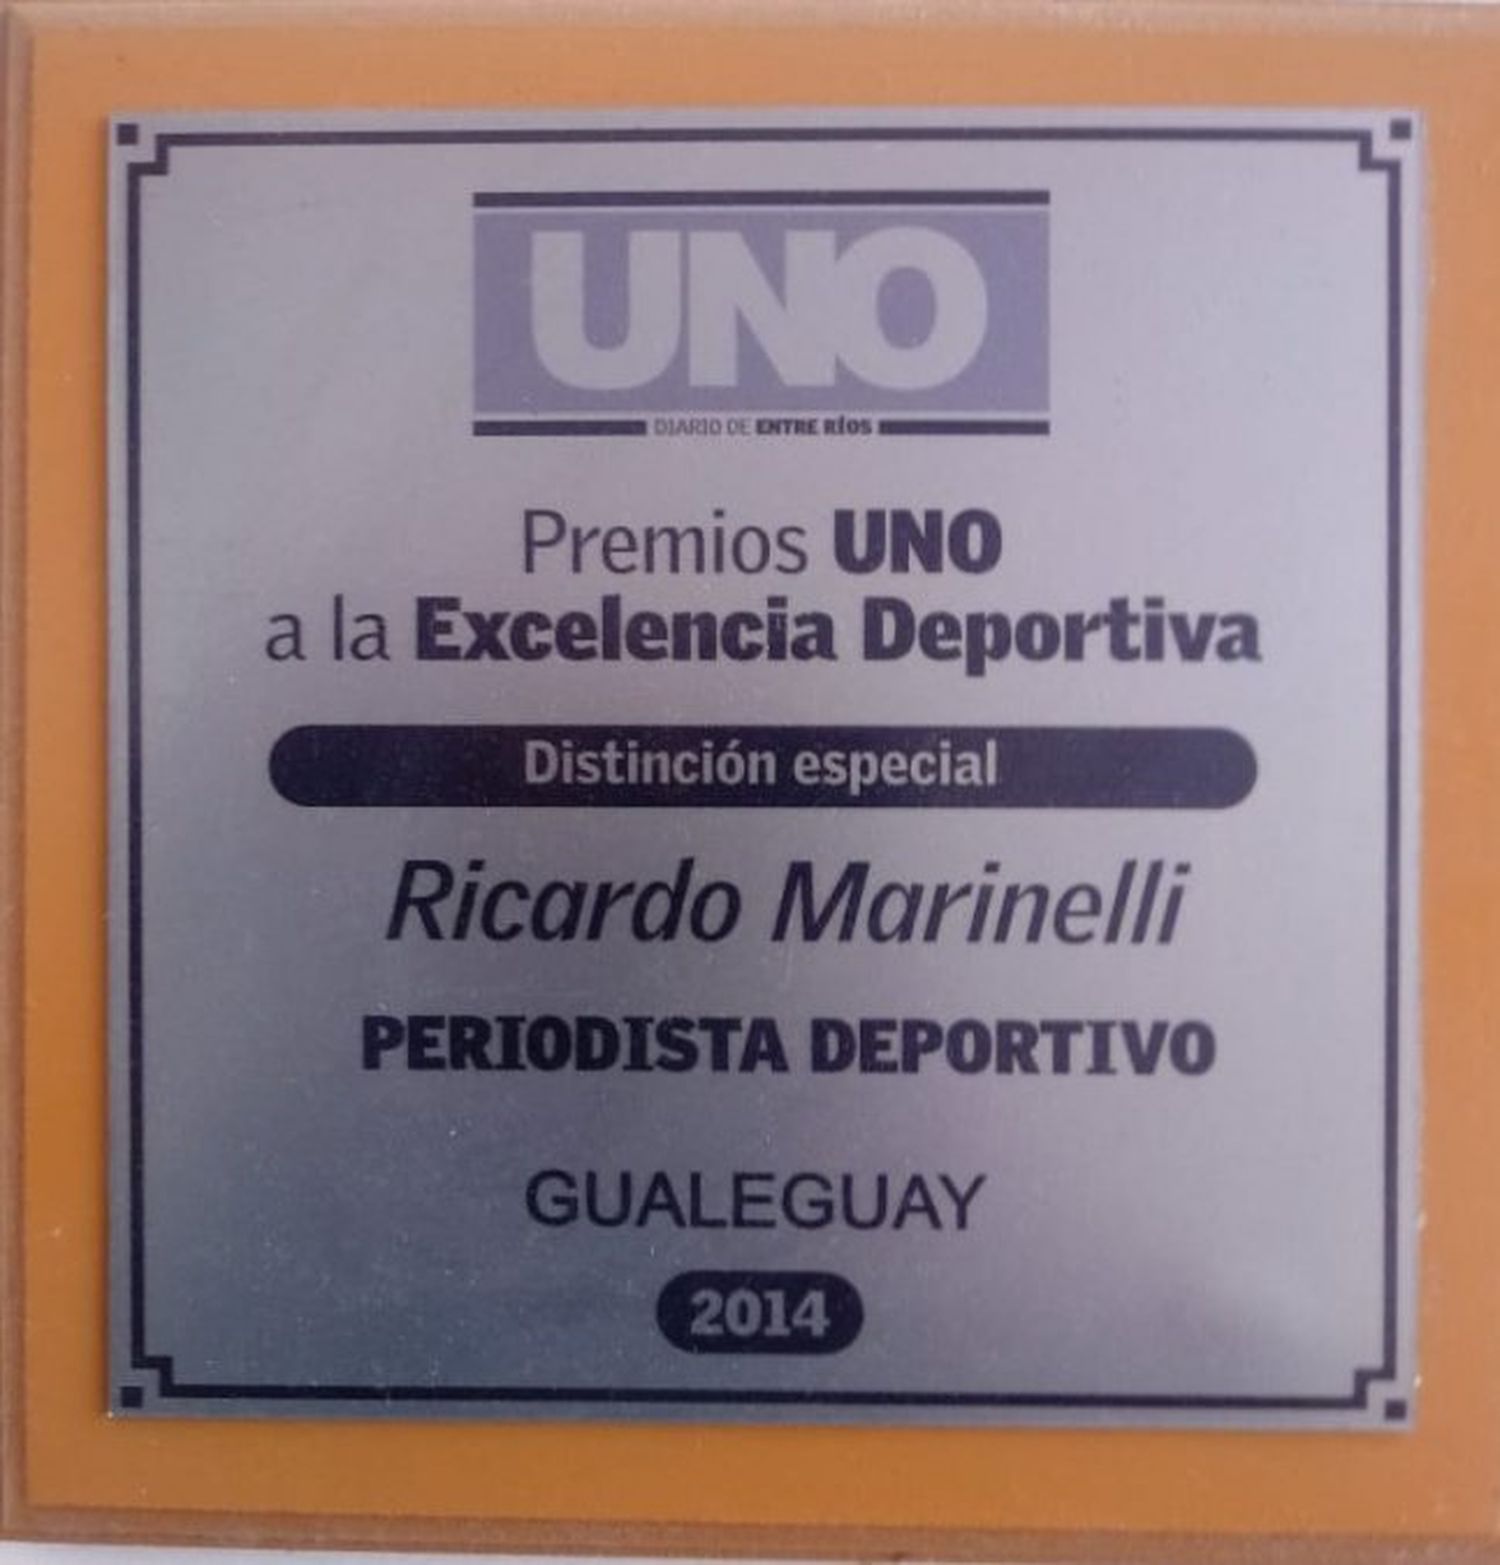 UNO
DIARIO DE ENTRE RÍOS
Premios UNO
a la Excelencia Deportiva
Distinción especial
Ricardo Marinelli
PERIODISTA DEPORTIVO
GUALEGUAY
2014